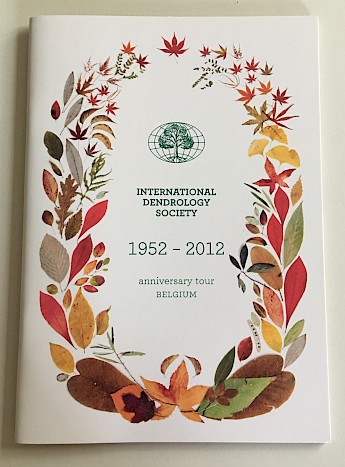 INTERNATIONAL
DENDROLOGY
SOCIETY
1952 – 2012
anniversary tour
BELGIUM